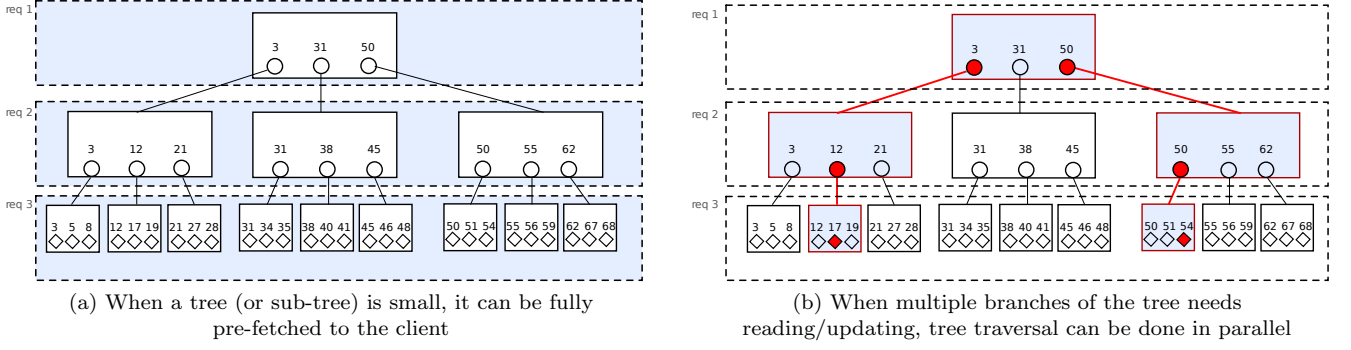 req 1
3 31 50
req 2
3 12 21 31 38 45 50 55 62
req 3
3 5 8 12 17 19 21 27 28 31 34 35 38 40 41 45 46 48 50 51 54 55 56 59 62 67 68
(a) When a tree (or sub-tree) is small, it can be fully
pre-fetched to the client
req 1
3 31 50
req 2
3 12 21 31 38 45 50 55 62
req 3
3 5 8 12 17 19 21 27 28 31 34 35 38 40 41 45 46 48 50 51 54 55 56 59 62 67 68
(b) When multiple branches of the tree needs
reading/updating, tree traversal can be done in parallel